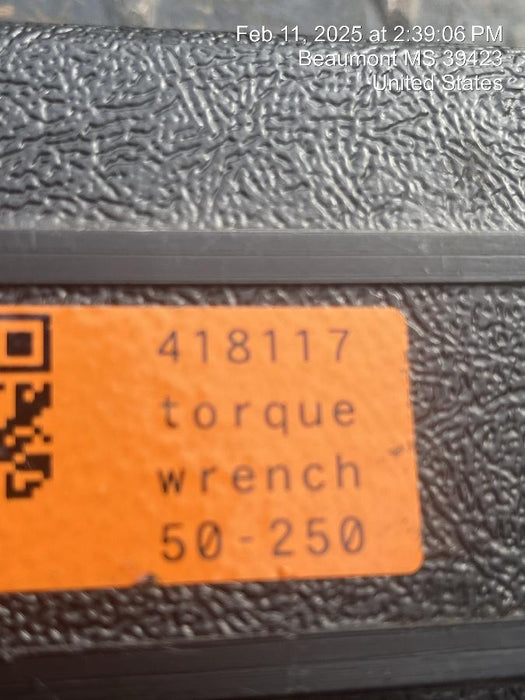 Feb 11, 2025 at 2:39:06 PM
Beaumont MS 39423
United States
418117
torque
wrench
50-250